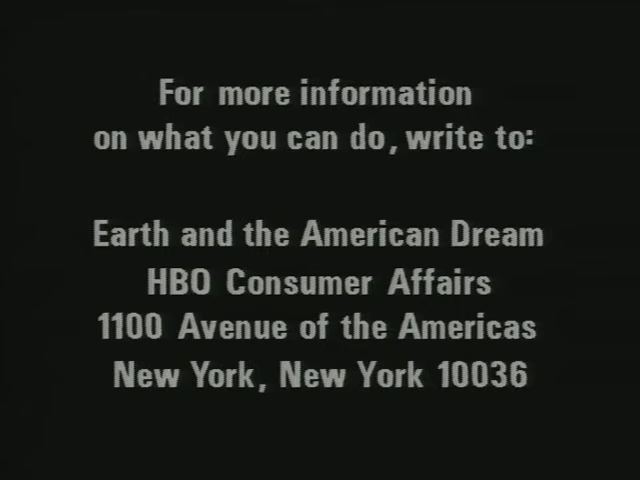 For more information
on what you can do, write to:
Earth and the American Dream
HBO Consumer Affairs
1100 Avenue of the Americas
New York, New York 10036